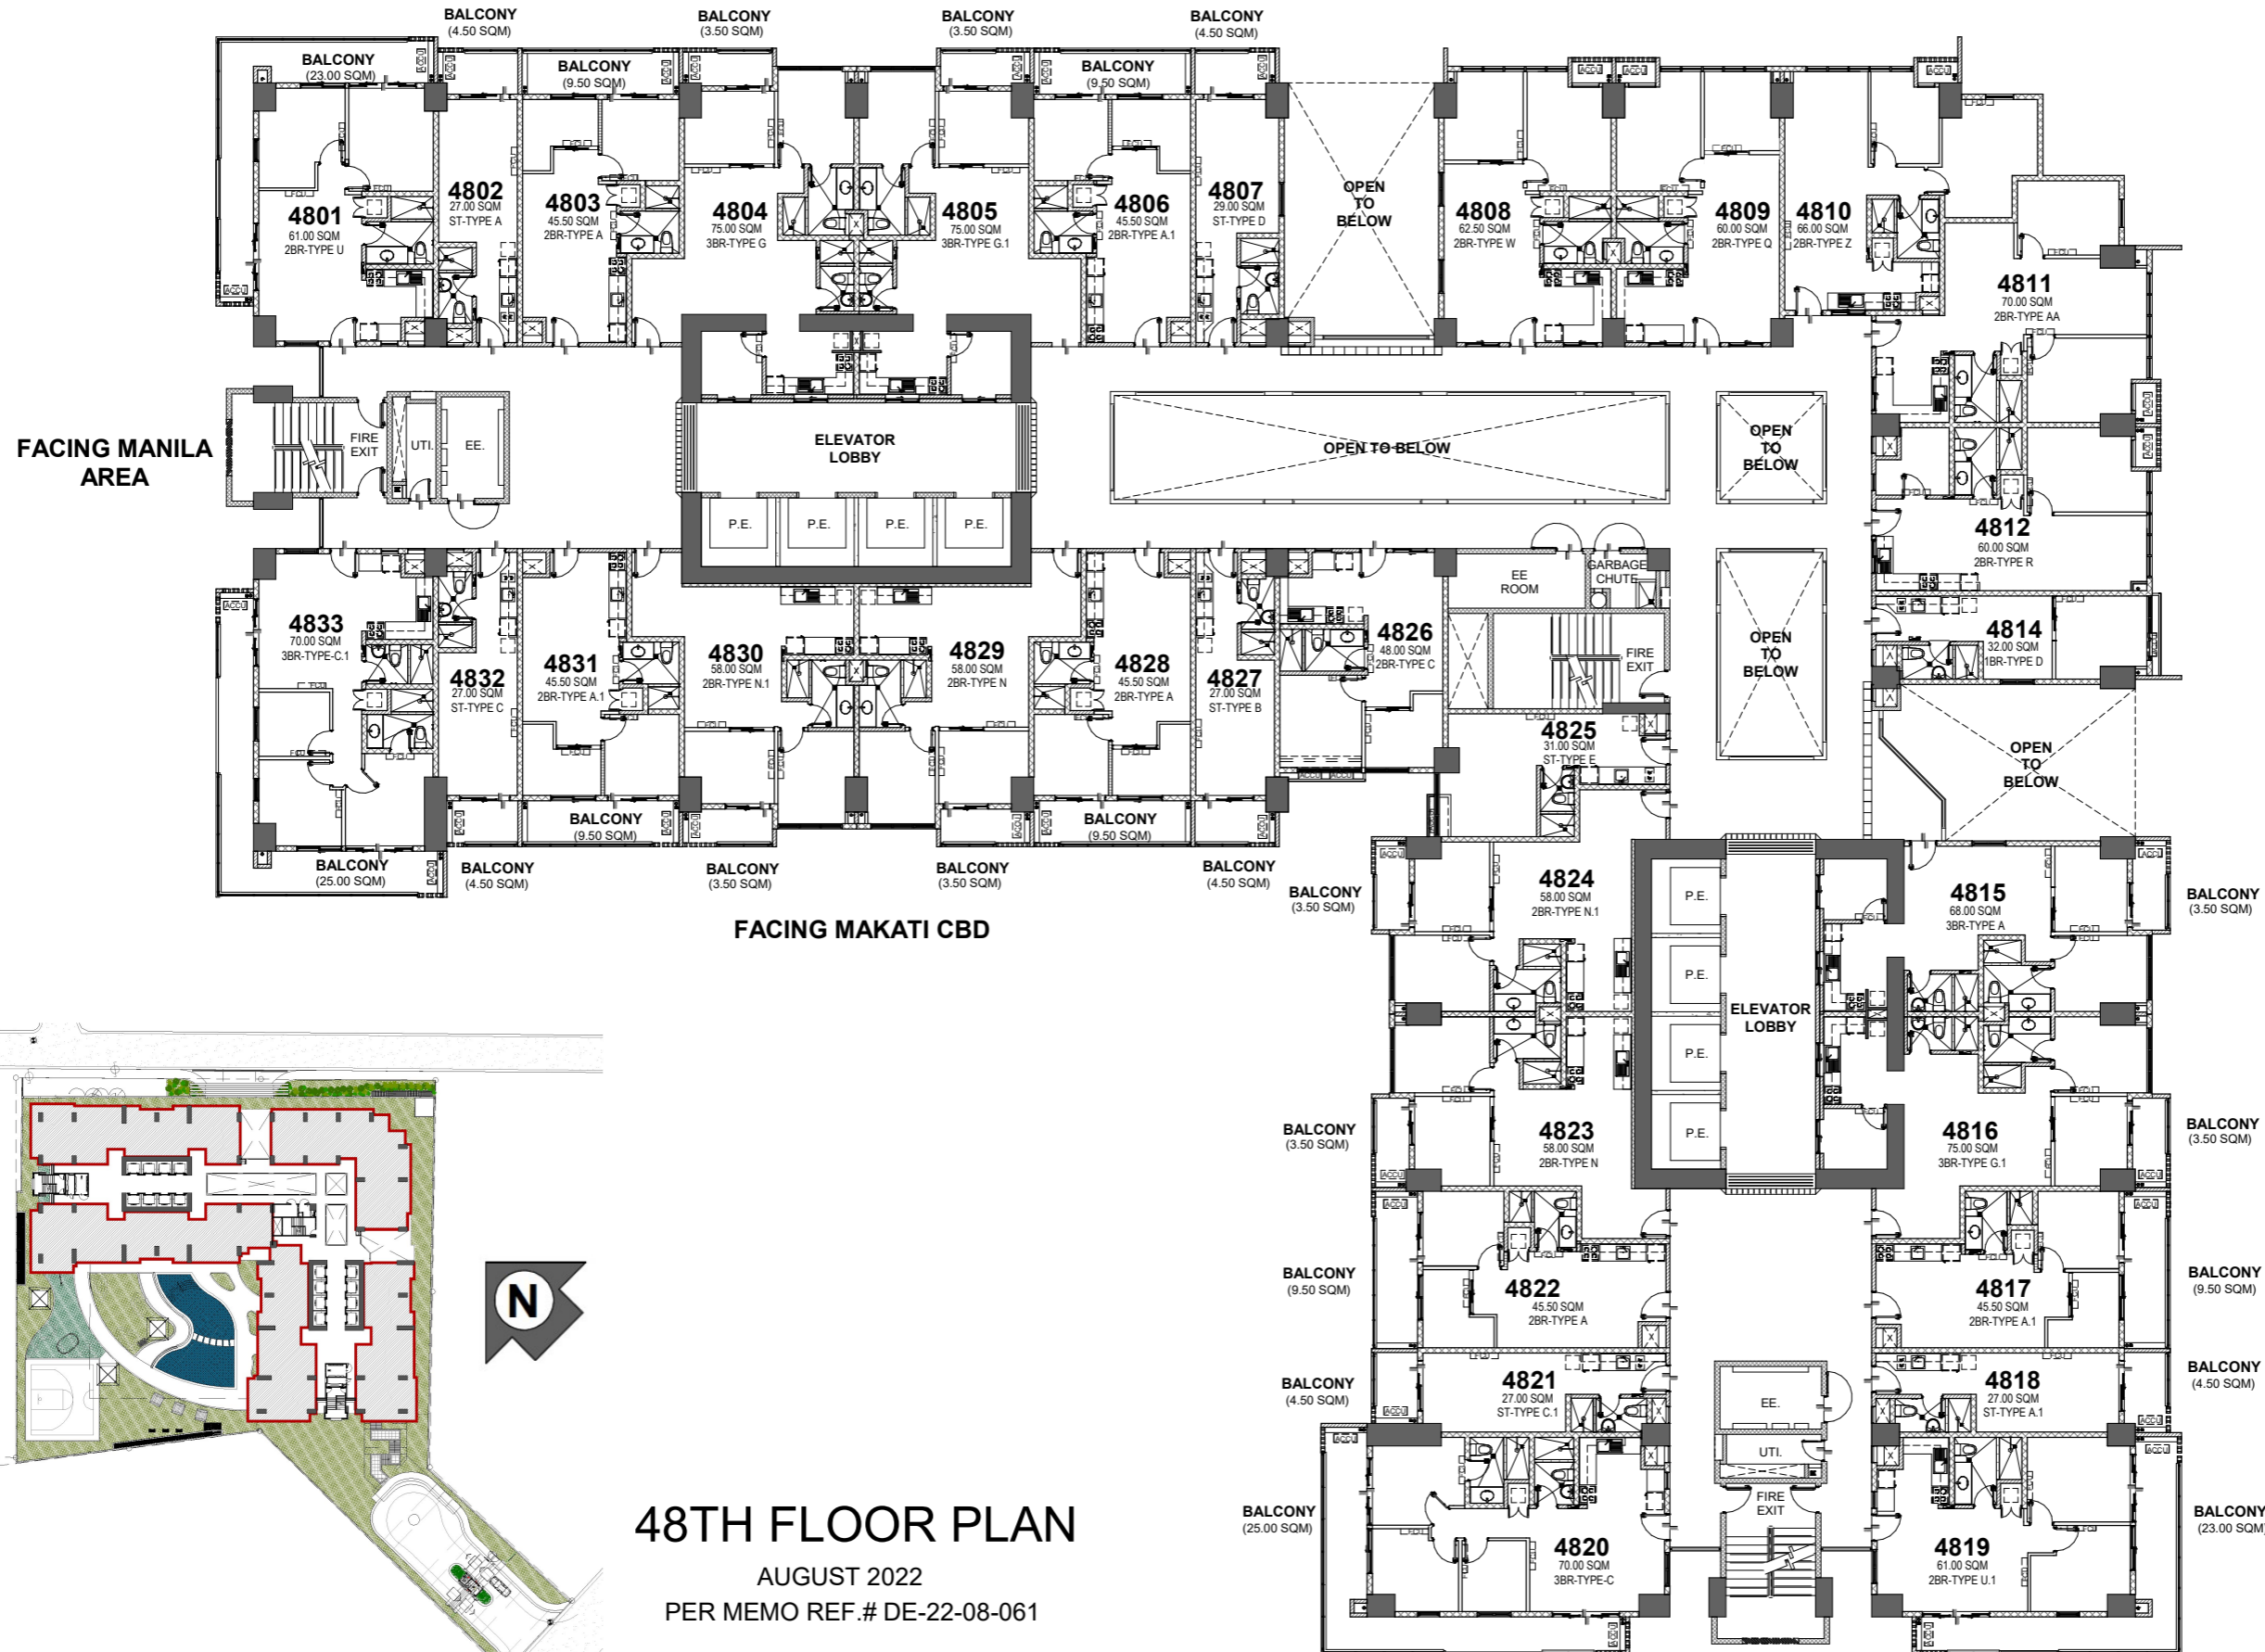 BALCONY
(4.50 SQM)
BALCONY
(3.50 SQM)
BALCONY
(3.50 SQM)
BALCONY
(4.50 SQM)
BALCONY
(23.00 SQM)
BALCONY
(9.50 SQM)
BALCONY
(9.50 SQM)
4801
61.00 SQM
2BR-TYPE U
4802
27.00 SQM
ST-TYPE A
4803
45.50 SQM
2BR-TYPE A
4804
75.00 SQM
3BR-TYPE G
4805
75.00 SQM
3BR-TYPE G.1
4806
45.50 SQM
2BR-TYPE A.1
4807
29.00 SQM
ST-TYPE D
OPEN
TO
BELOW
4808
62.50 SQM
2BR-TYPE W
4809
60.00 SQM
2BR-TYPE Q
4810
66.00 SQM
2BR-TYPE Z
4811
70.00 SQM
2BR-TYPE AA
FACING MANILA
AREA
FIRE
EXIT
UTI.
EE.
ELEVATOR
LOBBY
P.E.
P.E.
P.E.
P.E.
OPEN TO BELOW
OPEN
TO
BELOW
4812
60.00 SQM
2BR-TYPE R
4833
70.00 SQM
3BR-TYPE-C.1
4832
27.00 SQM
ST-TYPE C
4831
45.50 SQM
2BR-TYPE A.1
4830
58.00 SQM
2BR-TYPE N.1
4829
58.00 SQM
2BR-TYPE N
4828
45.50 SQM
2BR-TYPE A
4827
27.00 SQM
ST-TYPE B
4826
48.00 SQM
2BR-TYPE C
EE
ROOM
GARBAGE
CHUTE
FIRE
EXIT
OPEN
TO
BELOW
4814
32.00 SQM
1BR-TYPE D
4825
31.00 SQM
ST-TYPE E
OPEN
TO
BELOW
BALCONY
(9.50 SQM)
BALCONY
(9.50 SQM)
BALCONY
(25.00 SQM)
BALCONY
(4.50 SQM)
BALCONY
(3.50 SQM)
BALCONY
(3.50 SQM)
BALCONY
(4.50 SQM)
FACING MAKATI CBD
BALCONY
(3.50 SQM)
4824
58.00 SQM
2BR-TYPE N.1
P.E.
P.E.
P.E.
P.E.
ELEVATOR
LOBBY
4815
68.00 SQM
3BR-TYPE A
BALCONY
(3.50 SQM)
BALCONY
(3.50 SQM)
4823
58.00 SQM
2BR-TYPE N
4816
75.00 SQM
3BR-TYPE G.1
BALCONY
(3.50 SQM)
BALCONY
(9.50 SQM)
4822
45.50 SQM
2BR-TYPE A
4817
45.50 SQM
2BR-TYPE A.1
BALCONY
(9.50 SQM)
BALCONY
(4.50 SQM)
4821
27.00 SQM
ST-TYPE C.1
EE.
UTI.
FIRE
EXIT
4818
27.00 SQM
ST-TYPE A.1
BALCONY
(4.50 SQM)
BALCONY
(25.00 SQM)
4820
70.00 SQM
3BR-TYPE-C
4819
61.00 SQM
2BR-TYPE U.1
BALCONY
(23.00 SQM)
N
48TH FLOOR PLAN
AUGUST 2022
PER MEMO REF.# DE-22-08-061